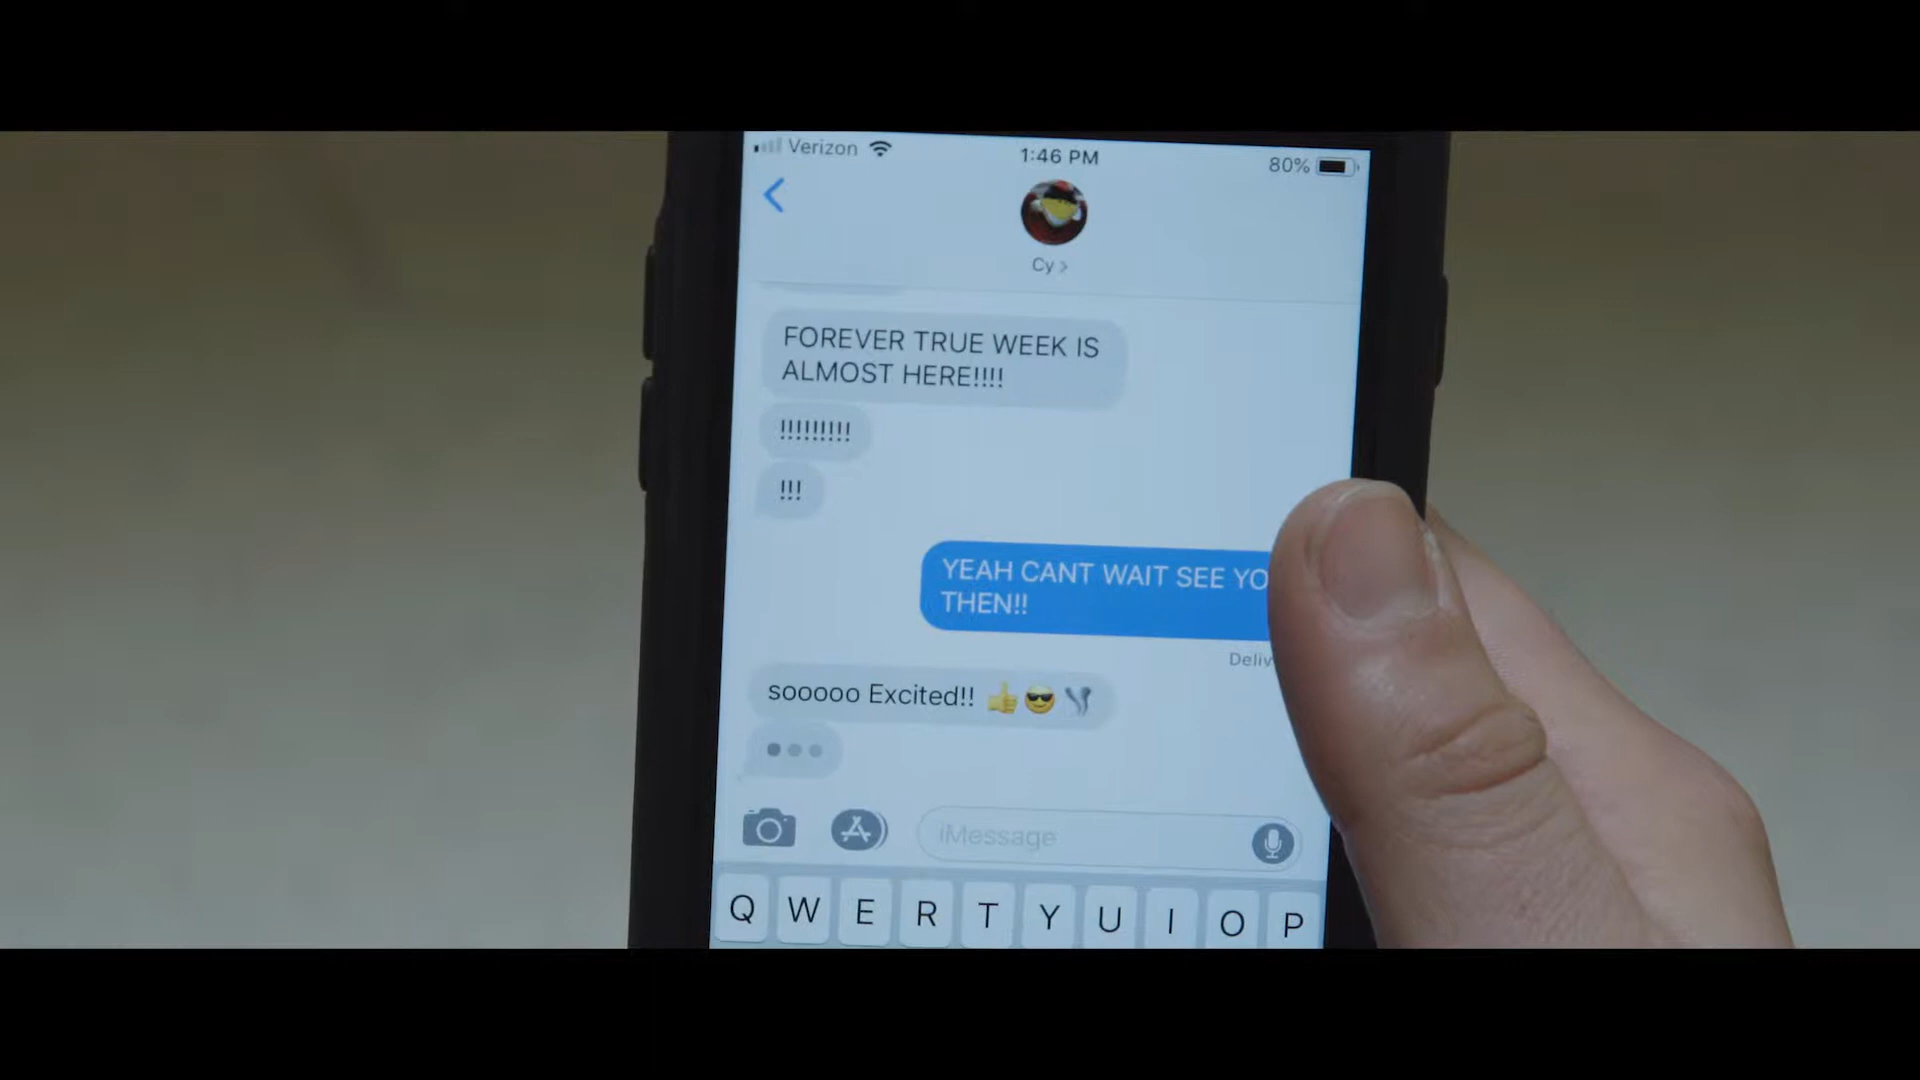 Verizon
1:46 PM
80%
Cy >
FOREVER TRUE WEEK IS
ALMOST HERE!!!!
!!!!!!!!!
!!!
YEAH CANT WAIT SEE YO
THEN!!
Deliv
sooooo Excited!! 👍😎🌪️
iMessage
Q W E R T Y U I O P